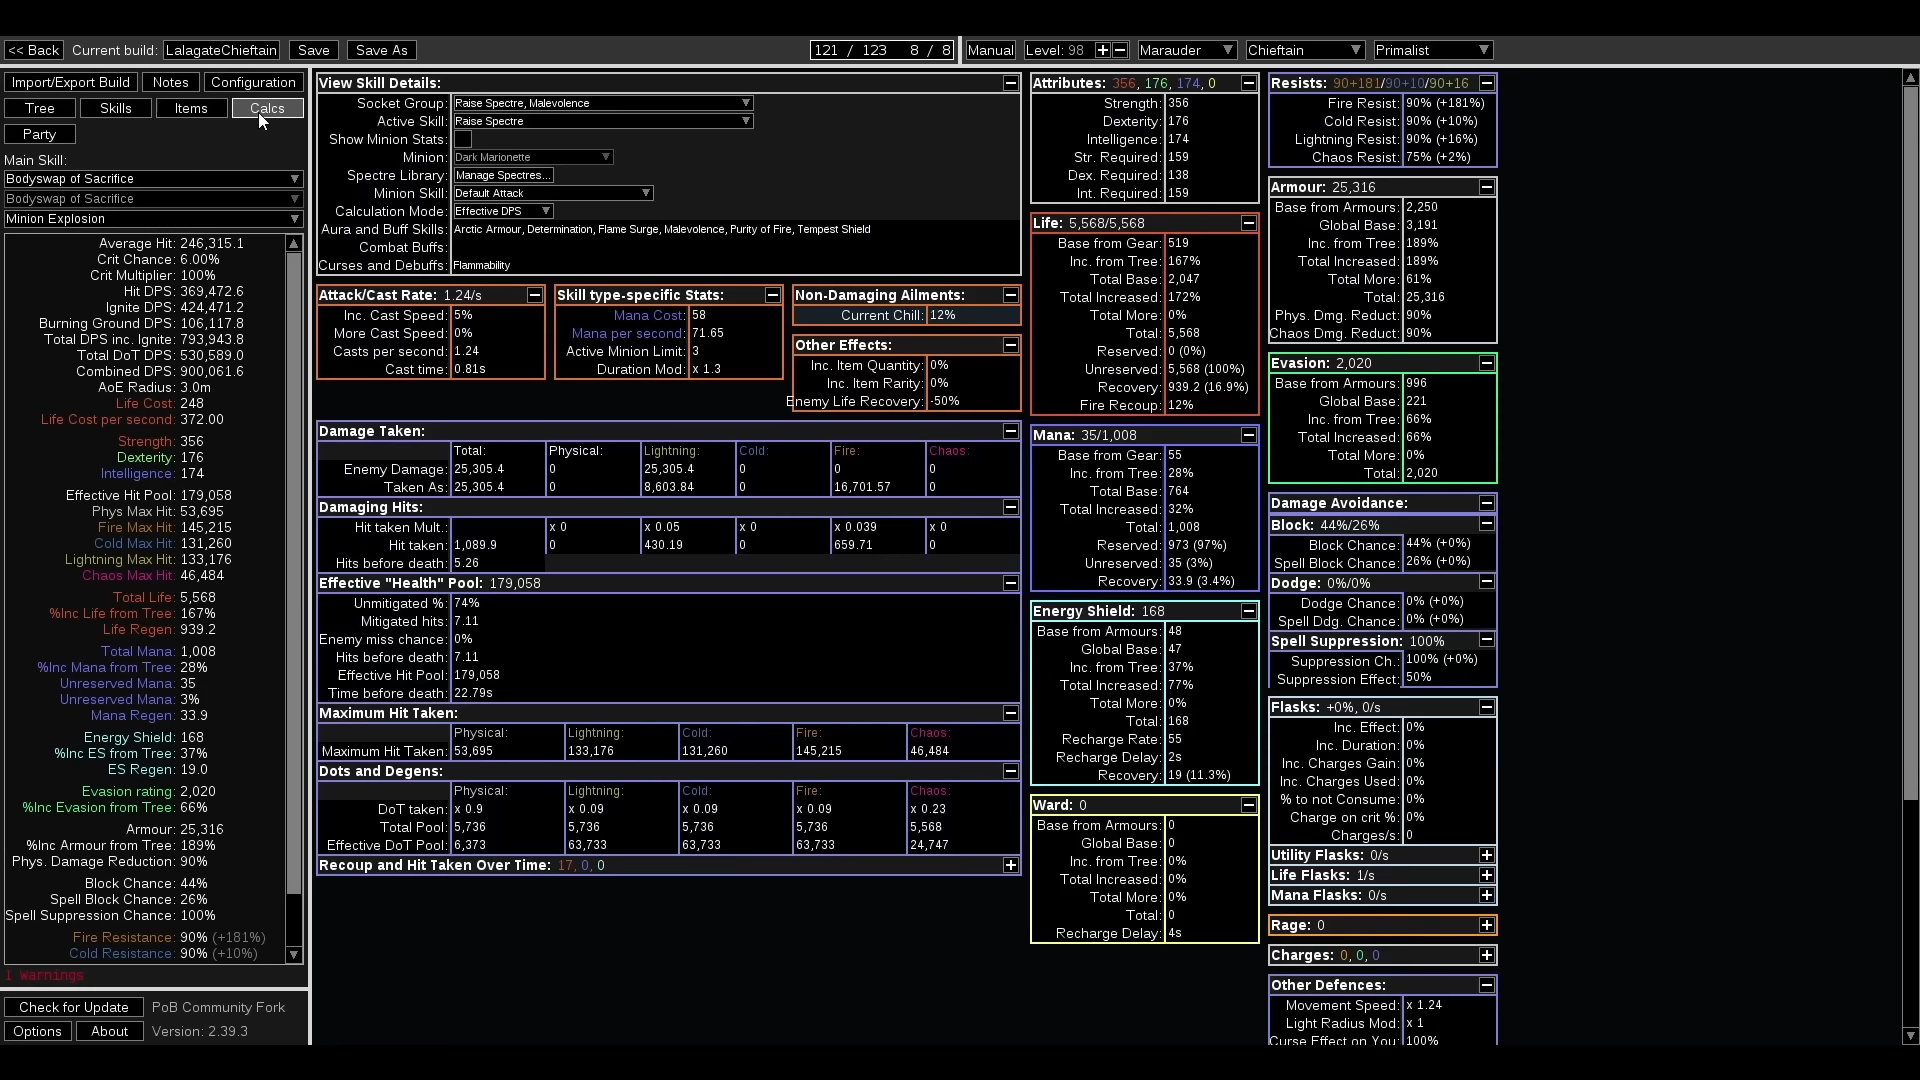 << Back Current build: LalagateChieftain Save Save As 121 / 123 8 / 8 Manual Level: 98 + − Marauder Chieftain Primalist
Import/Export Build Notes Configuration
Tree Skills Items Calcs
Party
Main Skill:
Bodyswap of Sacrifice
Bodyswap of Sacrifice
Minion Explosion
Average Hit: 246,315.1
Crit Chance: 6.00%
Crit Multiplier: 100%
Hit DPS: 369,472.6
Ignite DPS: 424,471.2
Burning Ground DPS: 106,117.8
Total DPS inc. Ignite: 793,943.8
Total DoT DPS: 530,589.0
Combined DPS: 900,061.6
AoE Radius: 3.0m
Life Cost: 248
Life Cost per second: 372.00
Strength: 356
Dexterity: 176
Intelligence: 174
Effective Hit Pool: 179,058
Phys Max Hit: 53,695
Fire Max Hit: 145,215
Cold Max Hit: 131,260
Lightning Max Hit: 133,176
Chaos Max Hit: 46,484
Total Life: 5,568
%Inc Life from Tree: 167%
Life Regen: 939.2
Total Mana: 1,008
%Inc Mana from Tree: 28%
Unreserved Mana: 35
Unreserved Mana: 3%
Mana Regen: 33.9
Energy Shield: 168
%Inc ES from Tree: 37%
ES Regen: 19.0
Evasion rating: 2,020
%Inc Evasion from Tree: 66%
Armour: 25,316
%Inc Armour from Tree: 189%
Phys. Damage Reduction: 90%
Block Chance: 44%
Spell Block Chance: 26%
Spell Suppression Chance: 100%
Fire Resistance: 90% (+181%)
Cold Resistance: 90% (+10%)
1 Warnings
Check for Update PoB Community Fork
Options About Version: 2.39.3
View Skill Details:
Socket Group: Raise Spectre, Malevolence
Active Skill: Raise Spectre
Show Minion Stats:
Minion: Dark Marionette
Spectre Library: Manage Spectres...
Minion Skill: Default Attack
Calculation Mode: Effective DPS
Aura and Buff Skills: Arctic Armour, Determination, Flame Surge, Malevolence, Purity of Fire, Tempest Shield
Combat Buffs:
Curses and Debuffs: Flammability
Attack/Cast Rate: 1.24/s
Inc. Cast Speed: 5%
More Cast Speed: 0%
Casts per second: 1.24
Cast time: 0.81s
Skill type-specific Stats:
Mana Cost: 58
Mana per second: 71.65
Active Minion Limit: 3
Duration Mod: x 1.3
Non-Damaging Ailments:
Current Chill: 12%
Other Effects:
Inc. Item Quantity: 0%
Inc. Item Rarity: 0%
Enemy Life Recovery: -50%
Damage Taken:
Total: Physical: Lightning: Cold: Fire: Chaos:
Enemy Damage: 25,305.4 0 25,305.4 0 0 0
Taken As: 25,305.4 0 8,603.84 0 16,701.57 0
Damaging Hits:
Hit taken Mult.: x 0 x 0.05 x 0 x 0.039 x 0
Hit taken: 1,089.9 0 430.19 0 659.71 0
Hits before death: 5.26
Effective "Health" Pool: 179,058
Unmitigated %: 74%
Mitigated hits: 7.11
Enemy miss chance: 0%
Hits before death: 7.11
Effective Hit Pool: 179,058
Time before death: 22.79s
Maximum Hit Taken:
Physical: Lightning: Cold: Fire: Chaos:
Maximum Hit Taken: 53,695 133,176 131,260 145,215 46,484
Dots and Degens:
Physical: Lightning: Cold: Fire: Chaos:
DoT taken: x 0.9 x 0.09 x 0.09 x 0.09 x 0.23
Total Pool: 5,736 5,736 5,736 5,736 5,568
Effective DoT Pool: 6,373 63,733 63,733 63,733 24,747
Recoup and Hit Taken Over Time: 17, 0, 0
Attributes: 356, 176, 174, 0
Strength: 356
Dexterity: 176
Intelligence: 174
Str. Required: 159
Dex. Required: 138
Int. Required: 159
Life: 5,568/5,568
Base from Gear: 519
Inc. from Tree: 167%
Total Base: 2,047
Total Increased: 172%
Total More: 0%
Total: 5,568
Reserved: 0 (0%)
Unreserved: 5,568 (100%)
Recovery: 939.2 (16.9%)
Fire Recoup: 12%
Mana: 35/1,008
Base from Gear: 55
Inc. from Tree: 28%
Total Base: 764
Total Increased: 32%
Total: 1,008
Reserved: 973 (97%)
Unreserved: 35 (3%)
Recovery: 33.9 (3.4%)
Energy Shield: 168
Base from Armours: 48
Global Base: 47
Inc. from Tree: 37%
Total Increased: 77%
Total More: 0%
Total: 168
Recharge Rate: 55
Recharge Delay: 2s
Recovery: 19 (11.3%)
Ward: 0
Base from Armours: 0
Global Base: 0
Inc. from Tree: 0%
Total Increased: 0%
Total More: 0%
Total: 0
Recharge Delay: 4s
Resists: 90+181/90+10/90+16
Fire Resist: 90% (+181%)
Cold Resist: 90% (+10%)
Lightning Resist: 90% (+16%)
Chaos Resist: 75% (+2%)
Armour: 25,316
Base from Armours: 2,250
Global Base: 3,191
Inc. from Tree: 189%
Total Increased: 189%
Total More: 61%
Total: 25,316
Phys. Dmg. Reduct: 90%
Chaos Dmg. Reduct: 90%
Evasion: 2,020
Base from Armours: 996
Global Base: 221
Inc. from Tree: 66%
Total Increased: 66%
Total More: 0%
Total: 2,020
Damage Avoidance:
Block: 44%/26%
Block Chance: 44% (+0%)
Spell Block Chance: 26% (+0%)
Dodge: 0%/0%
Dodge Chance: 0% (+0%)
Spell Ddg. Chance: 0% (+0%)
Spell Suppression: 100%
Suppression Ch.: 100% (+0%)
Suppression Effect: 50%
Flasks: +0%, 0/s
Inc. Effect: 0%
Inc. Duration: 0%
Inc. Charges Gain: 0%
Inc. Charges Used: 0%
% to not Consume: 0%
Charge on crit %: 0%
Charges/s: 0
Utility Flasks: 0/s
Life Flasks: 1/s
Mana Flasks: 0/s
Rage: 0
Charges: 0, 0, 0
Other Defences:
Movement Speed: x 1.24
Light Radius Mod: x 1
Curse Effect on You: 100%